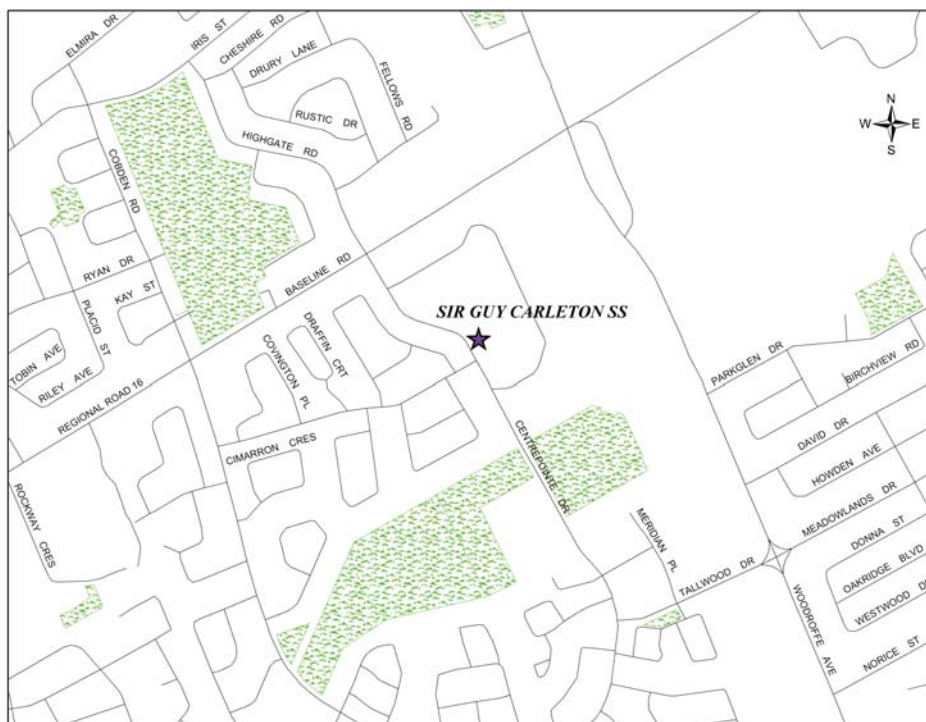 ELMIRA DR
IRIS ST
CHESHIRE RD
DRURY LANE
FELLOWS RD
RUSTIC DR
HIGHGATE RD
N
W E
S
COBDEN RD
RYAN DR
KAY ST
PLACID ST
TOBIN AVE
RILEY AVE
REGIONAL ROAD 16
BASELINE RD
SIR GUY CARLETON SS
DRAFFIN CRT
COVINGTON PL
CIMARRON CRES
ROCKWAY CRES
CENTREPOINTE DR
MERIDIAN PL
TALLWOOD DR
PARKGLEN DR
BIRCHVIEW RD
DAVID DR
HOWDEN AVE
MEADOWLANDS DR
DONNA ST
OAKRIDGE BLVD
WESTWOOD DR
WOODROFFE AVE
NORICE ST